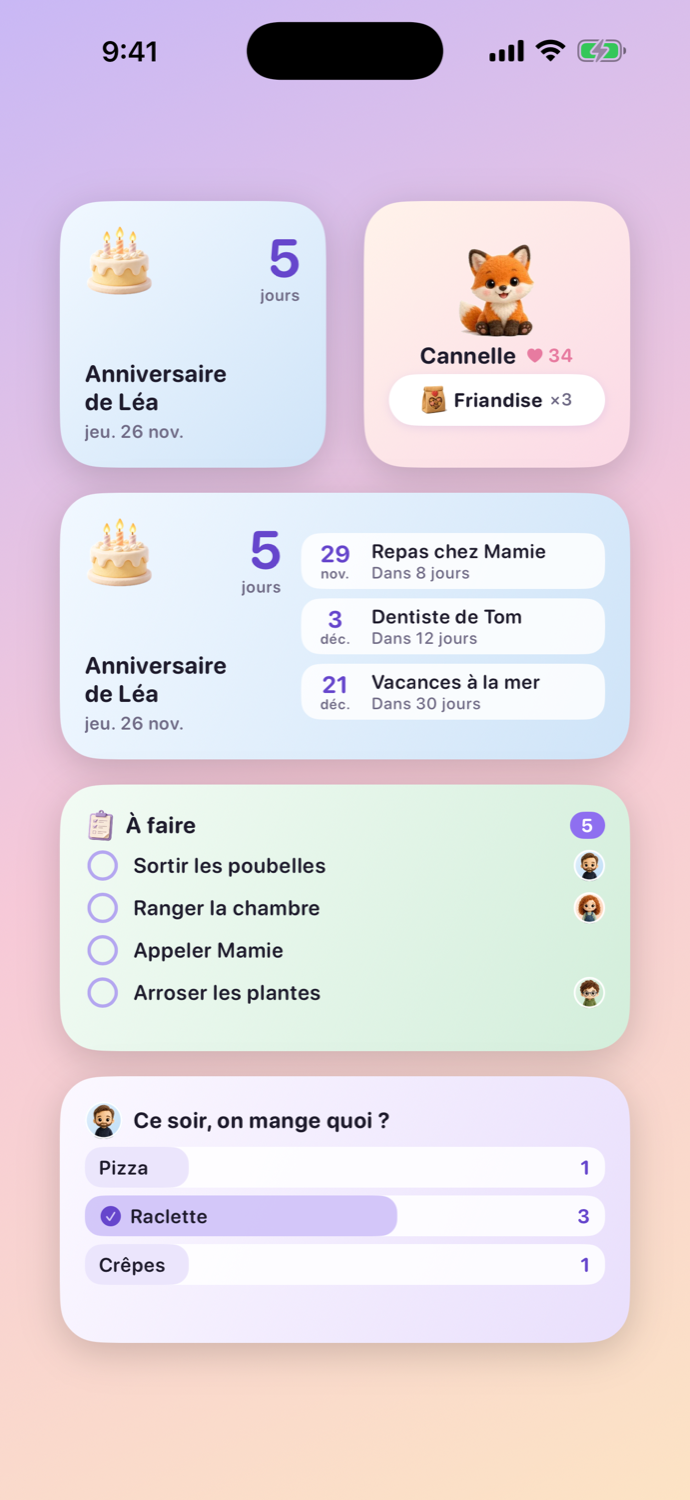 9:41
5
jours
Anniversaire
de Léa
jeu. 26 nov.
Cannelle 34
Friandise ×3
5
jours
Anniversaire
de Léa
jeu. 26 nov.
29 nov. Repas chez Mamie
Dans 8 jours
3 déc. Dentiste de Tom
Dans 12 jours
21 déc. Vacances à la mer
Dans 30 jours
À faire 5
Sortir les poubelles
Ranger la chambre
Appeler Mamie
Arroser les plantes
Ce soir, on mange quoi ?
Pizza 1
Raclette 3
Crêpes 1